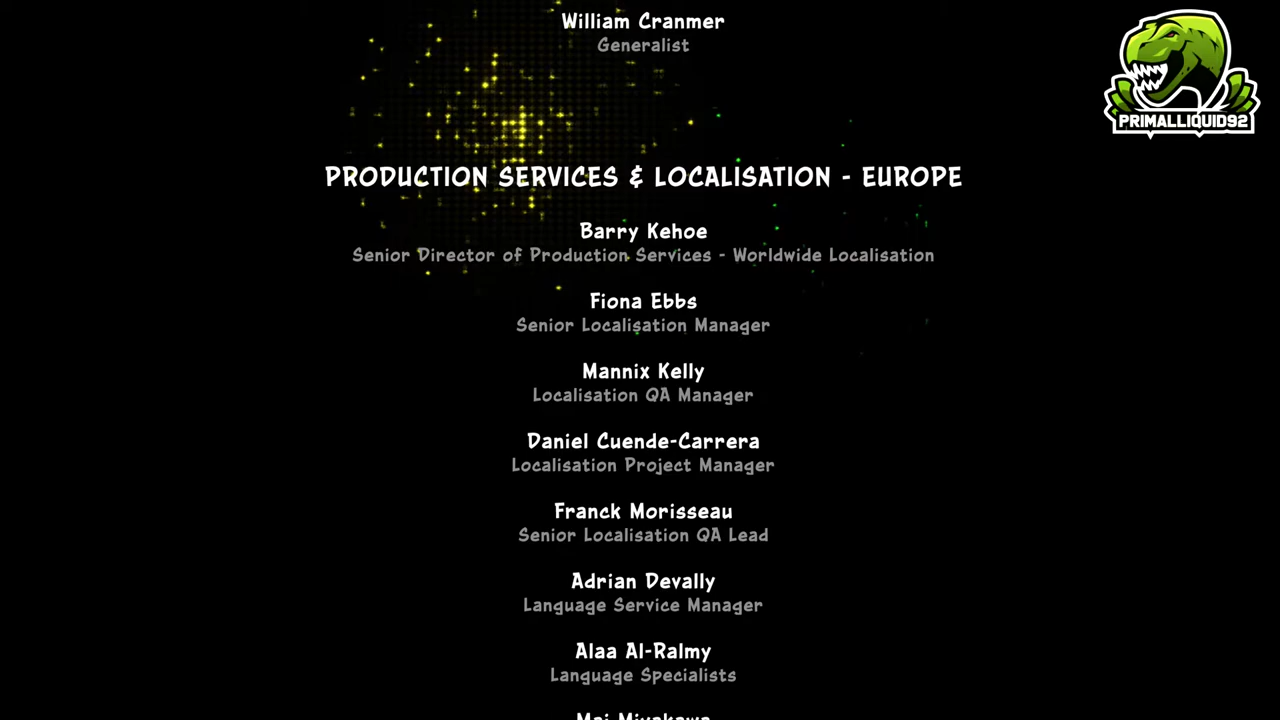 William Cranmer
Generalist
PRIMALLIQUID92
PRODUCTION SERVICES & LOCALISATION - EUROPE
Barry Kehoe
Senior Director of Production Services - Worldwide Localisation
Fiona Ebbs
Senior Localisation Manager
Mannix Kelly
Localisation QA Manager
Daniel Cuende-Carrera
Localisation Project Manager
Franck Morisseau
Senior Localisation QA Lead
Adrian Devally
Language Service Manager
Alaa Al-Ralmy
Language Specialists